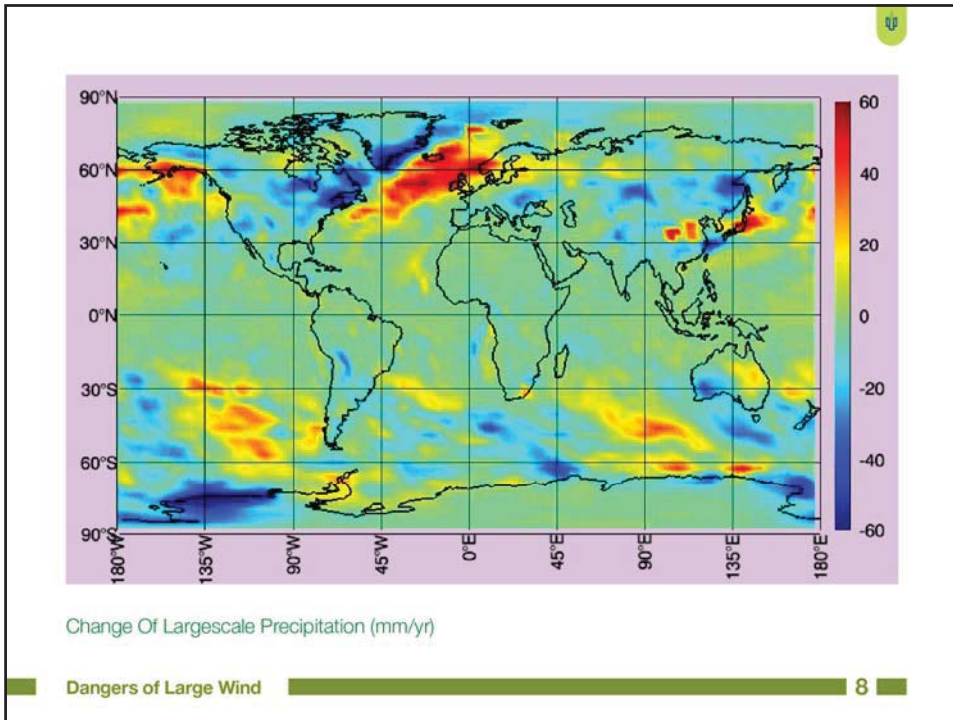 90°N
60°N
30°N
0°N
30°S
60°S
90°S
180°W
135°W
90°W
45°W
0°E
45°E
90°E
135°E
180°E
60
40
20
0
-20
-40
-60
Change Of Largescale Precipitation (mm/yr)
Dangers of Large Wind 8